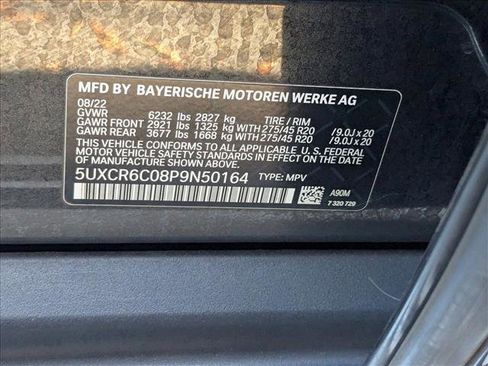 MFD BY BAYERISCHE MOTOREN WERKE AG
08/22
GVWR 6232 lbs 2827 kg TIRE / RIM
GAWR FRONT 2921 lbs 1325 kg WITH 275/45 R20 / 9.0J x 20
GAWR REAR 3677 lbs 1668 kg WITH 275/45 R20 / 9.0J x 20
THIS VEHICLE CONFORMS TO ALL APPLICABLE U. S. FEDERAL
MOTOR VEHICLE SAFETY STANDARDS IN EFFECT ON THE
DATE OF MANUFACTURE SHOWN ABOVE.
5UXCR6C08P9N50164 TYPE: MPV
A90M
7 320 729